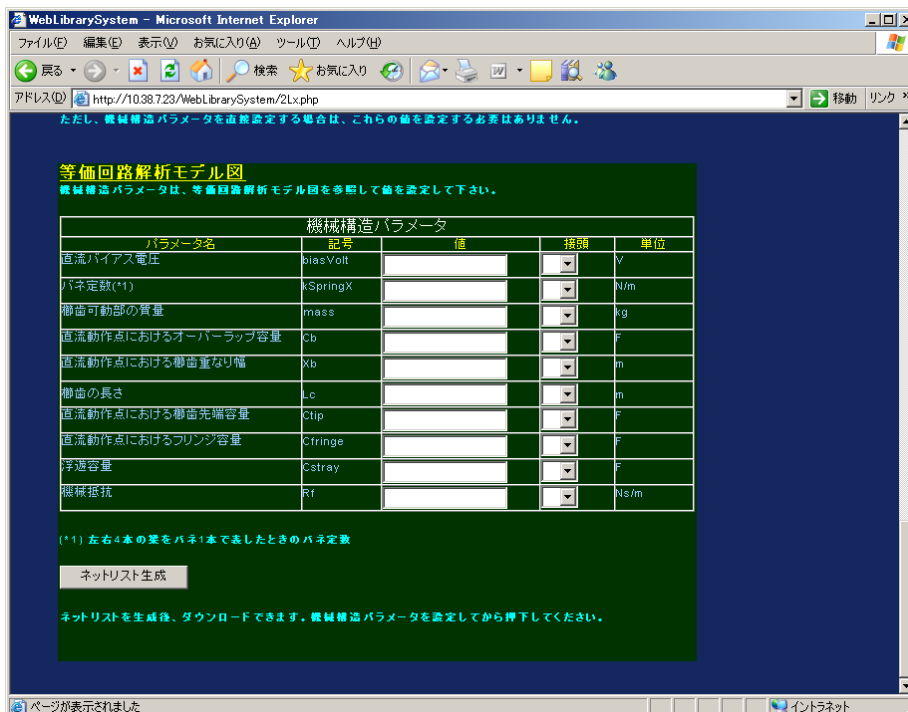 WebLibrarySystem - Microsoft Internet Explorer
ファイル(F) 編集(E) 表示(V) お気に入り(A) ツール(T) ヘルプ(H)
戻る 検索 お気に入り
アドレス(D) http://10.38.7.23/WebLibrarySystem/2Lx.php 移動 リンク »
ただし、機械構造パラメータを直接設定する場合は、これらの値を設定する必要はありません。
等価回路解析モデル図
機械構造パラメータは、等価回路解析モデル図を参照して値を設定して下さい。
機械構造パラメータ
パラメータ名 記号 値 接頭 単位
直流バイアス電圧 biasVolt V
バネ定数(*1) kSpringX N/m
櫛歯可動部の質量 mass kg
直流動作点におけるオーバーラップ容量 Cb F
直流動作点における櫛歯重なり幅 Xb m
櫛歯の長さ Lc m
直流動作点における櫛歯先端容量 Ctip F
直流動作点におけるフリンジ容量 Cfringe F
浮遊容量 Cstray F
機械抵抗 Rf Ns/m
(*1) 左右4本の梁をバネ1本で表したときのバネ定数
ネットリスト生成
ネットリストを生成後、ダウンロードできます。機械構造パラメータを設定してから押下してください。
ページが表示されました イントラネット